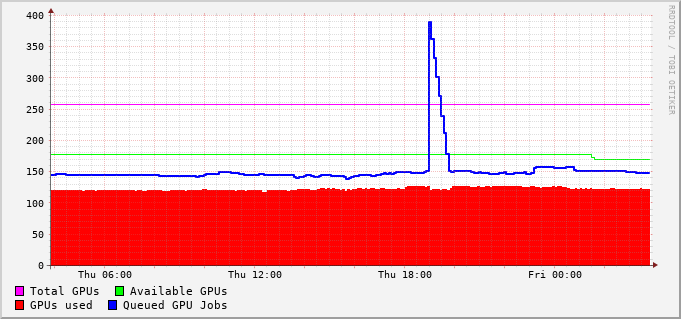 400
350
300
250
200
150
100
50
0
Thu 06:00 Thu 12:00 Thu 18:00 Fri 00:00
Total GPUs Available GPUs
GPUs used Queued GPU Jobs
RRDTOOL / TOBI OETIKER